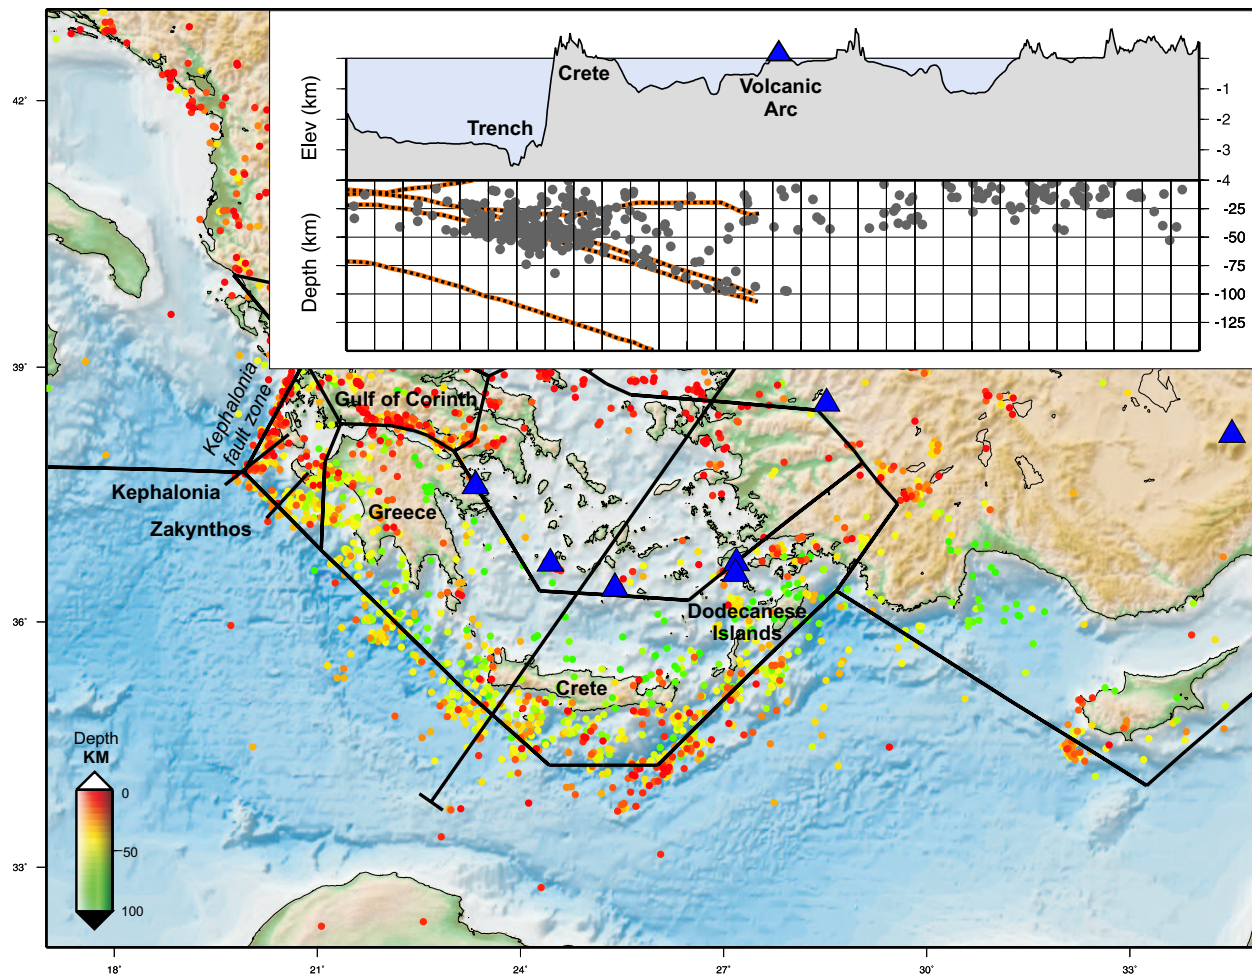 42°
39°
36°
33°
Elev (km)
Crete
Trench
Volcanic
Arc
-1
-2
-3
-4
Depth (km)
-25
-50
-75
-100
-125
Kephalonia
fault zone
Gulf of Corinth
Kephalonia
Zakynthos
Greece
Dodecanese
Islands
Crete
Depth
KM
0
50
100
18°
21°
24°
27°
30°
33°